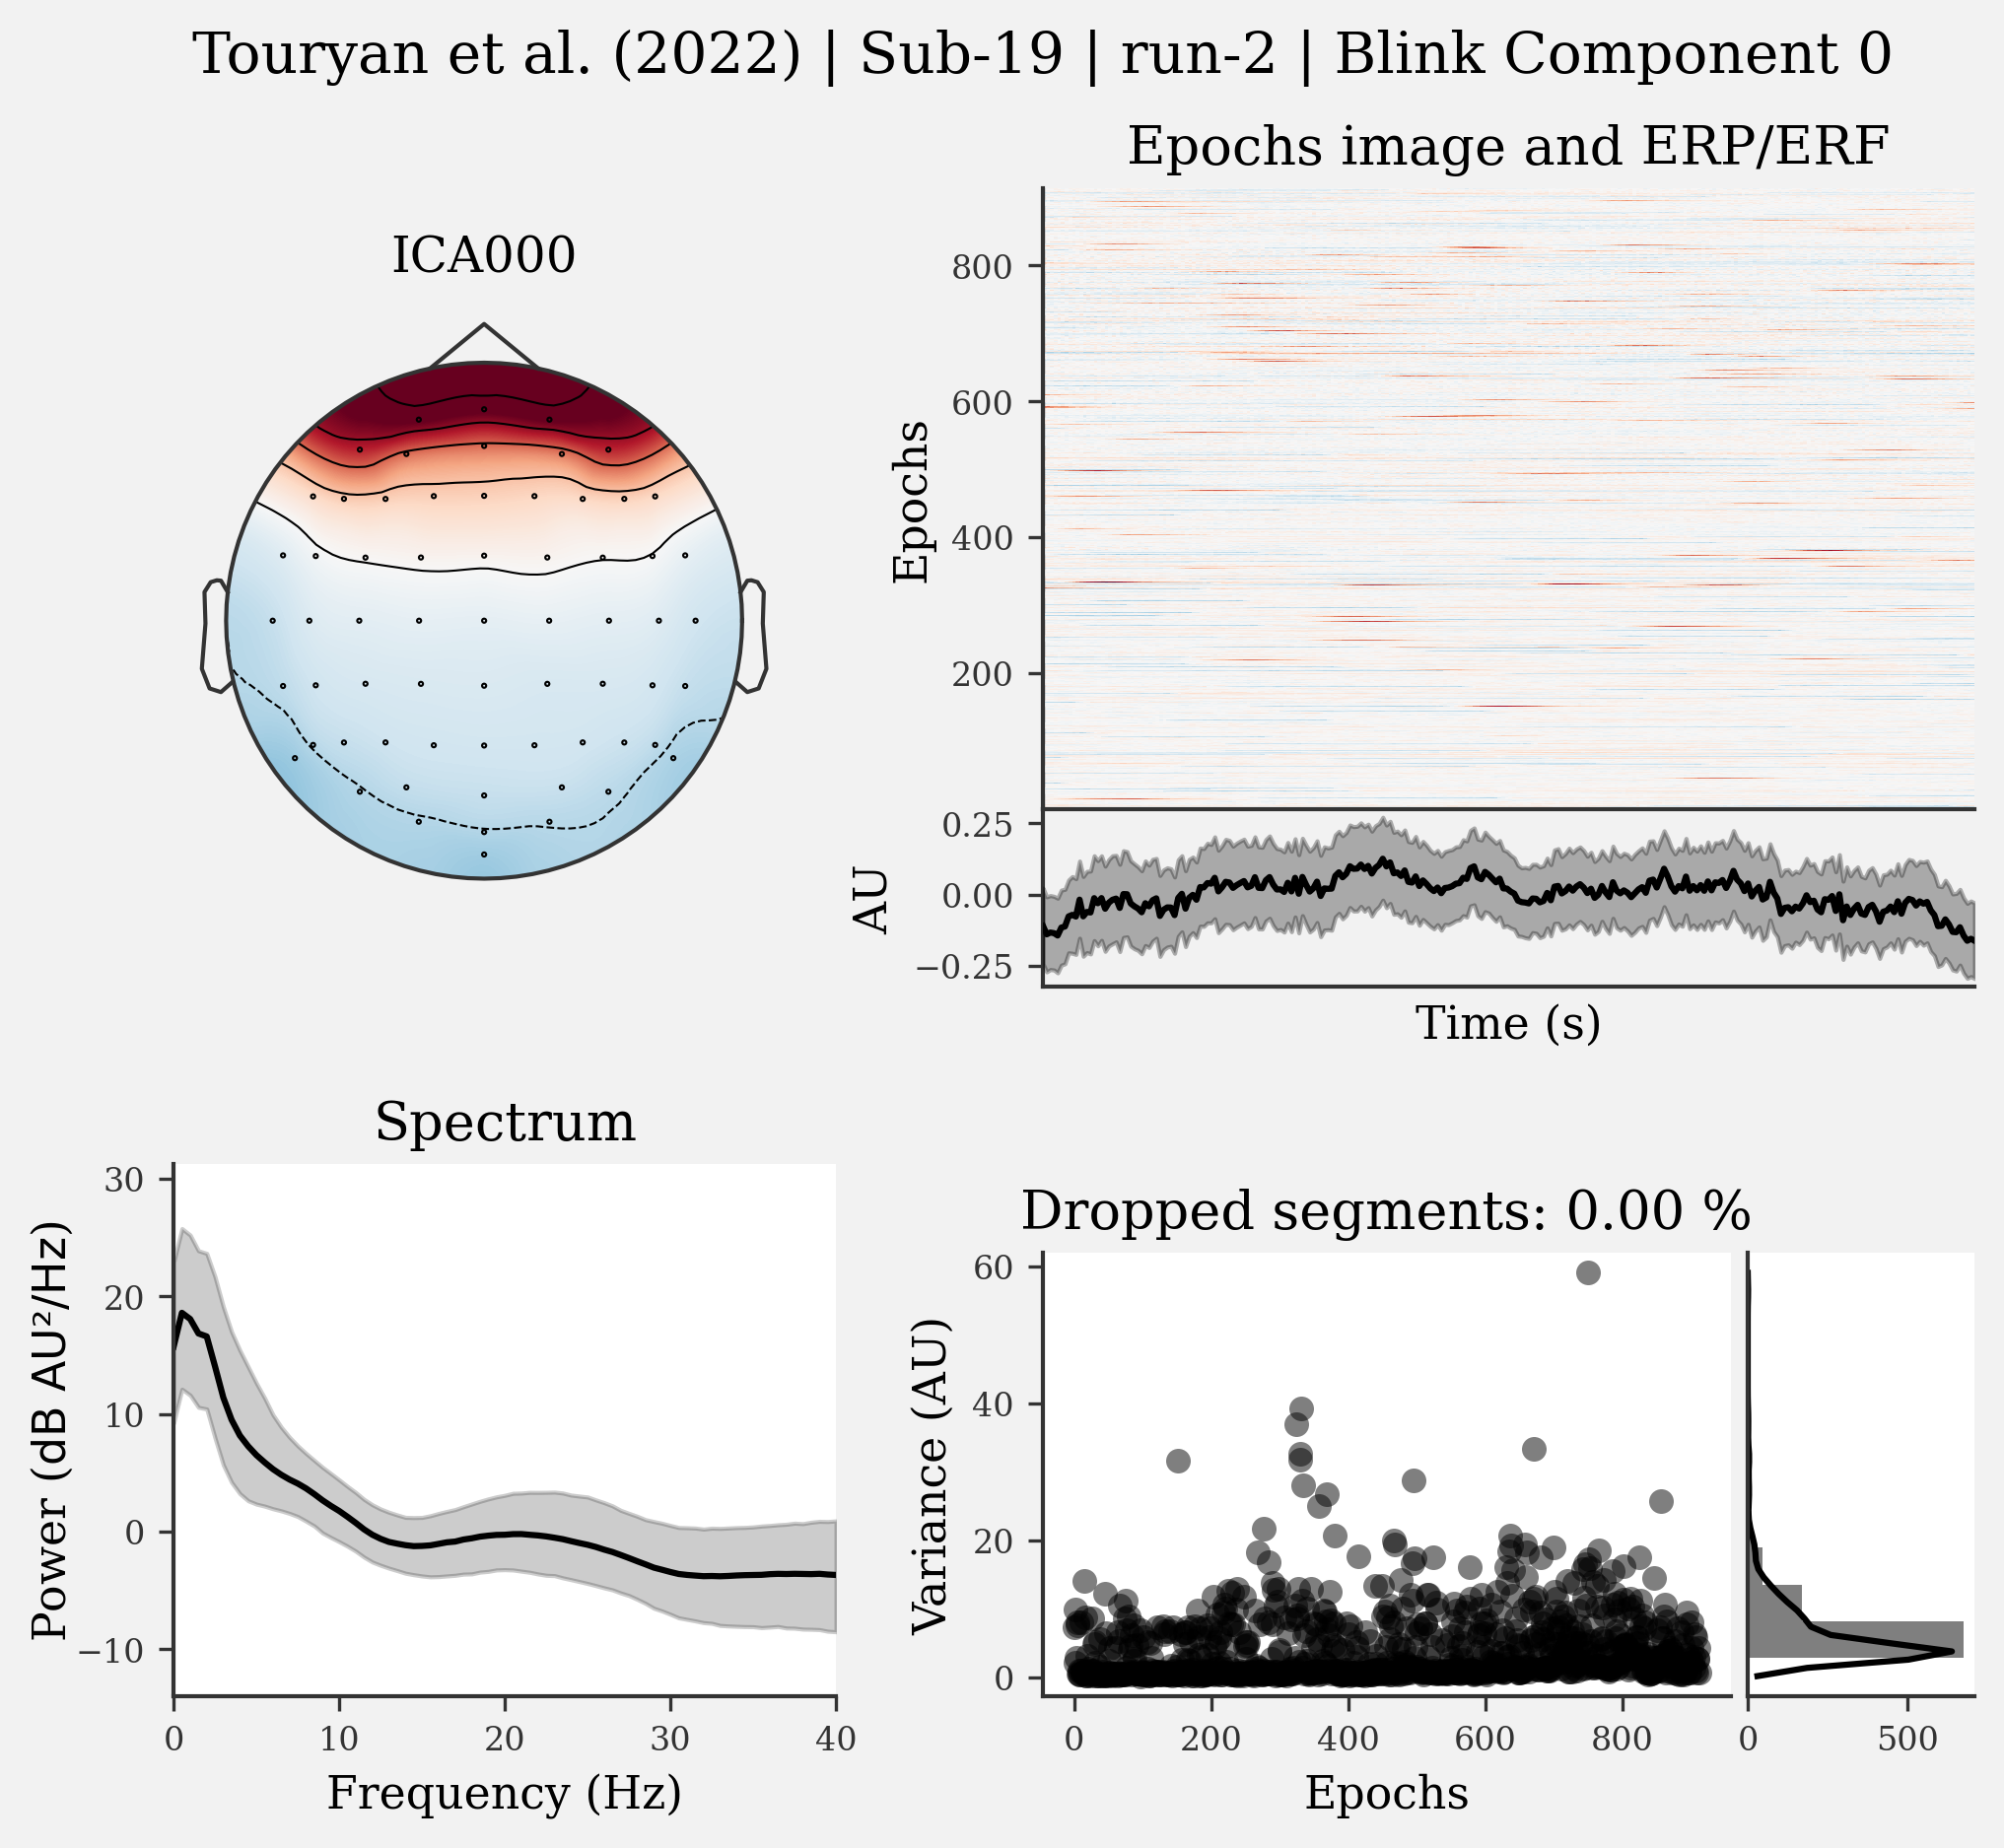 Touryan et al. (2022) | Sub-19 | run-2 | Blink Component 0
ICA000
Epochs image and ERP/ERF
800
600
400
200
Epochs
0.25
0.00
−0.25
AU
Time (s)
Spectrum
30
20
10
0
−10
Power (dB AU²/Hz)
0
10
20
30
40
Frequency (Hz)
Dropped segments: 0.00 %
60
40
20
0
Variance (AU)
0
200
400
600
800
Epochs
0
500